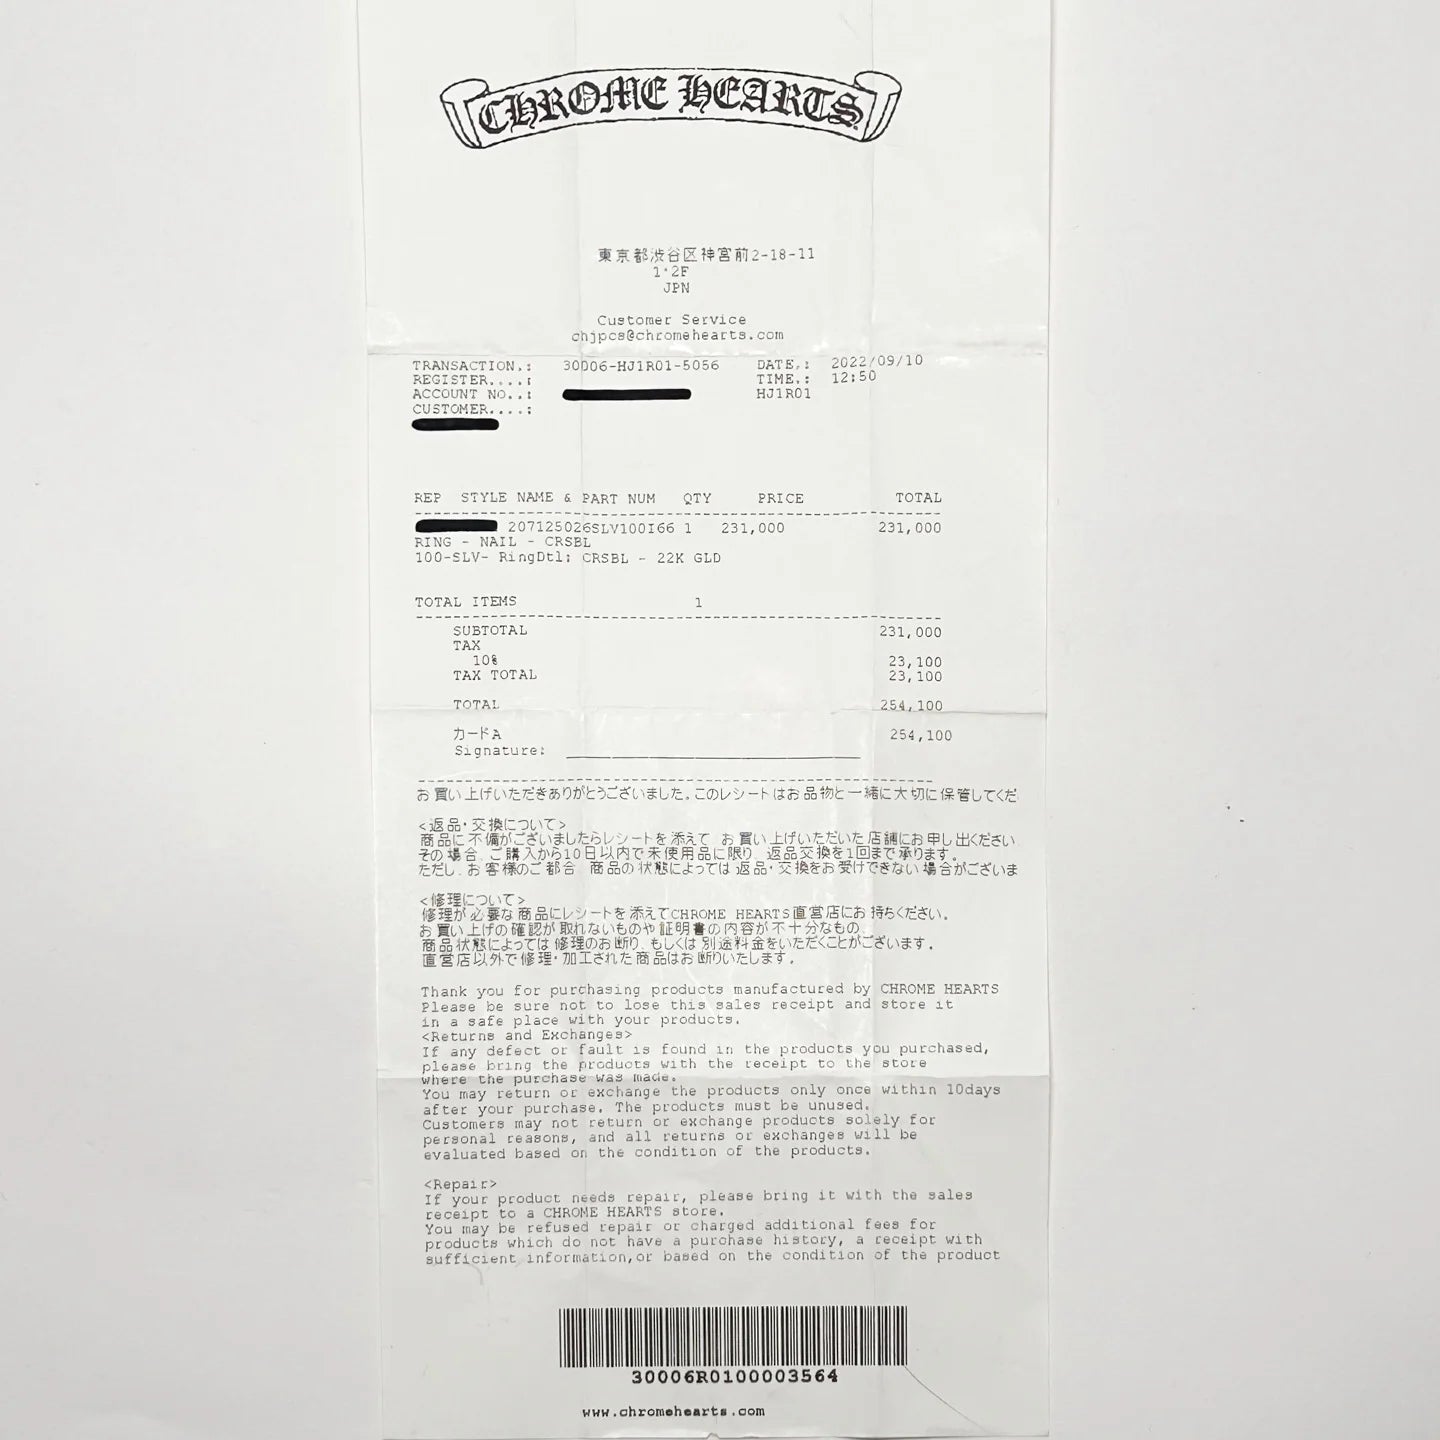 CHROME HEARTS
東京都渋谷区神宮前2-18-11
1・2F
JPN
Customer Service
chjpcs@chromehearts.com
TRANSACTION.: 30006-HJ1R01-5056 DATE.: 2022/09/10
REGISTER....: TIME.: 12:50
ACCOUNT NO..: HJ1R01
CUSTOMER....:
REP STYLE NAME & PART NUM QTY PRICE TOTAL
207125026SLV100I66 1 231,000 231,000
RING - NAIL - CRSBL
100-SLV- RingDtl: CRSBL - 22K GLD
TOTAL ITEMS 1
SUBTOTAL 231,000
TAX
10% 23,100
TAX TOTAL 23,100
TOTAL 254,100
カードA 254,100
Signature:
お買い上げいただきありがとうございました。このレシートはお品物と一緒に大切に保管してくだ
<返品・交換について>
商品に不備がございましたらレシートを添えて お買い上げいただいた店舗にお申し出ください
その場合、ご購入から10日以内で未使用品に限り、返品交換を1回まで承ります。
ただし、お客様のご都合、商品の状態によっては返品・交換をお受けできない場合がございま
<修理について>
修理が必要な商品にレシートを添えてCHROME HEARTS直営店にお持ちください。
お買い上げの確認が取れないものや証明書の内容が不十分なもの、
商品状態によっては修理のお断り、もしくは別途料金をいただくことがございます。
直営店以外で修理・加工された商品はお断りいたします。
Thank you for purchasing products manufactured by CHROME HEARTS
Please be sure not to lose this sales receipt and store it
in a safe place with your products.
<Returns and Exchanges>
If any defect or fault is found in the products you purchased,
please bring the products with the receipt to the store
where the purchase was made.
You may return or exchange the products only once within 10days
after your purchase. The products must be unused.
Customers may not return or exchange products solely for
personal reasons, and all returns or exchanges will be
evaluated based on the condition of the products.
<Repair>
If your product needs repair, please bring it with the sales
receipt to a CHROME HEARTS store.
You may be refused repair or charged additional fees for
products which do not have a purchase history, a receipt with
sufficient information,or based on the condition of the product
30006R0100003564
www.chromehearts.com